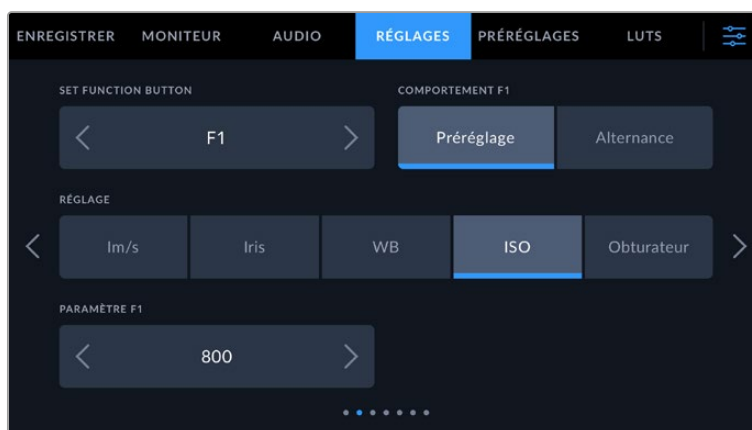 ENREGISTRER MONITEUR AUDIO RÉGLAGES PRÉRÉGLAGES LUTS
SET FUNCTION BUTTON COMPORTEMENT F1
F1 Préréglage Alternance
RÉGLAGE
Im/s Iris WB ISO Obturateur
PARAMÈTRE F1
800